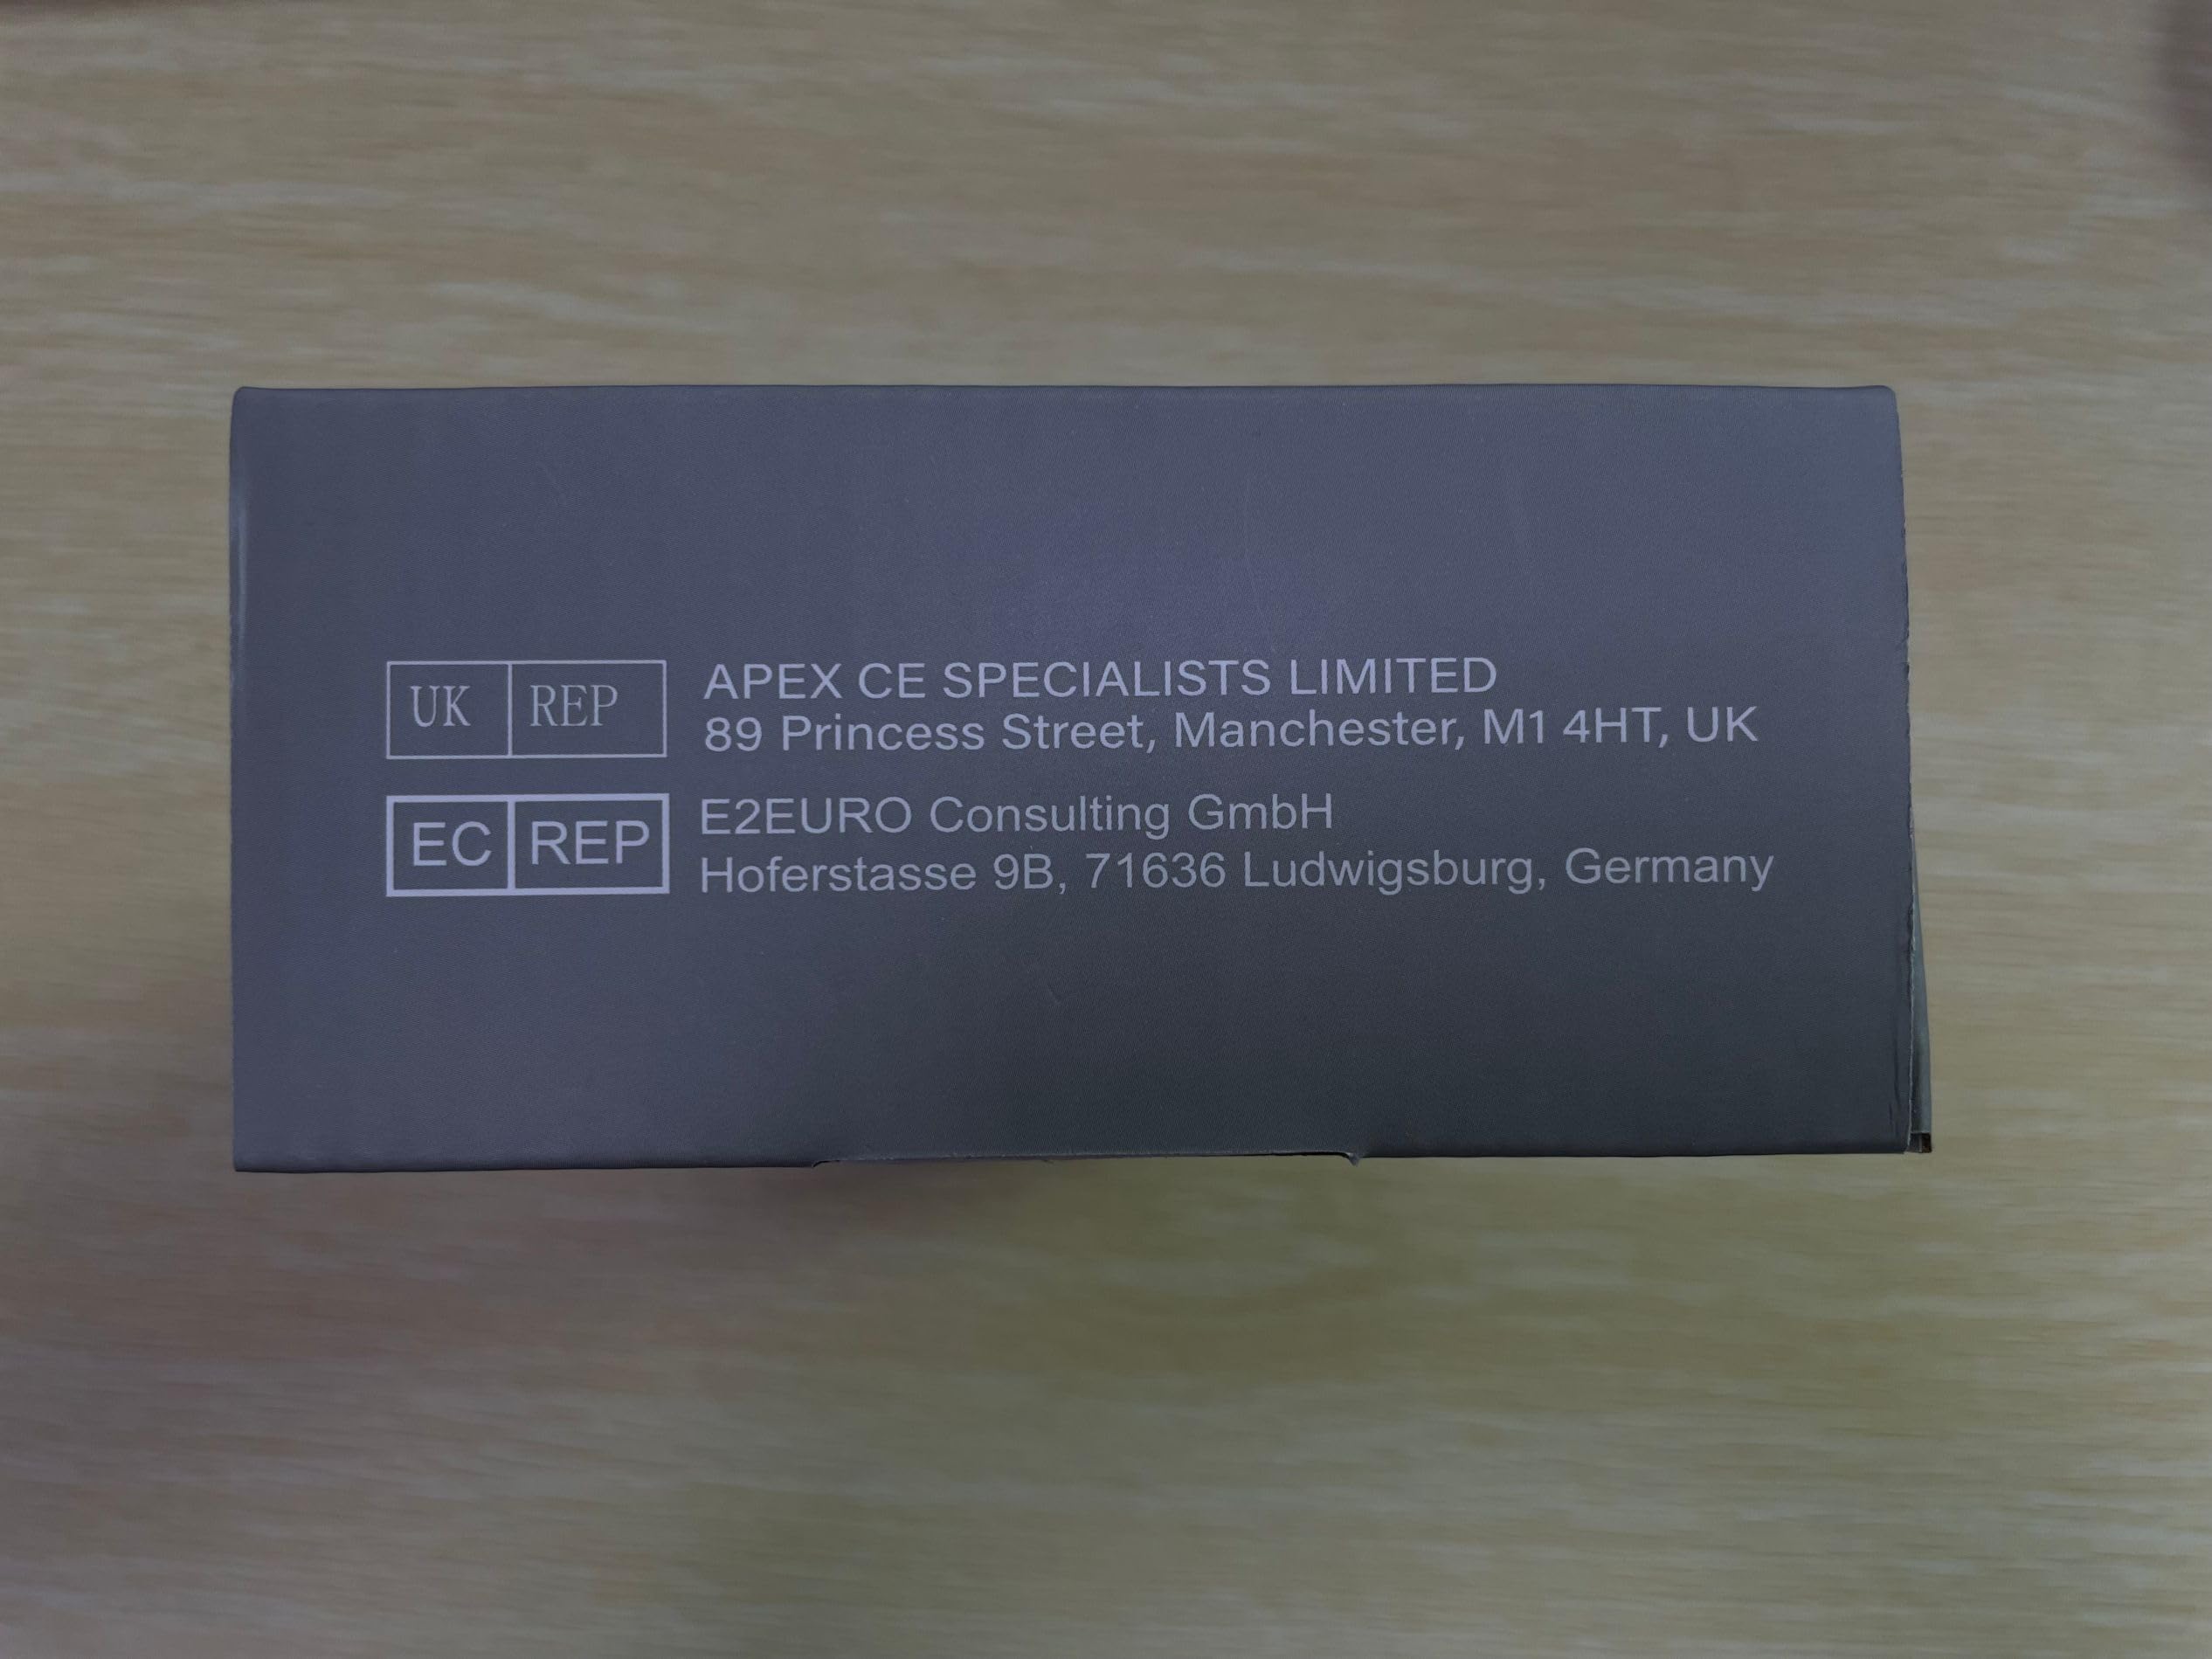 UK REP
APEX CE SPECIALISTS LIMITED
89 Princess Street, Manchester, M1 4HT, UK
EC REP
E2EURO Consulting GmbH
Hoferstasse 9B, 71636 Ludwigsburg, Germany